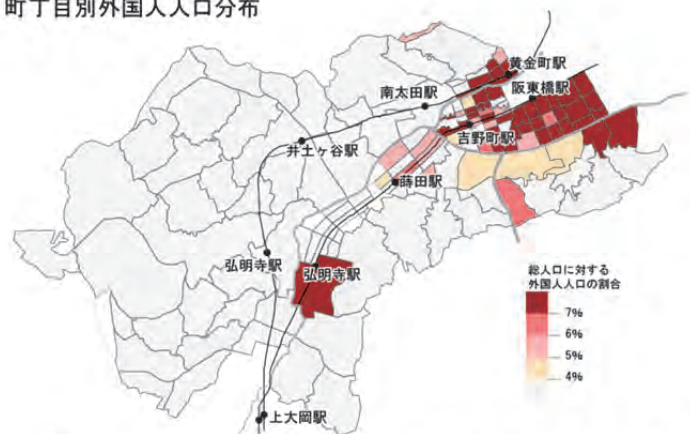 町丁目別外国人人口分布
黄金町駅
南太田駅
阪東橋駅
吉野町駅
井土ヶ谷駅
蒔田駅
弘明寺駅
弘明寺駅
総人口に対する
外国人人口の割合
7%
6%
5%
4%
上大岡駅